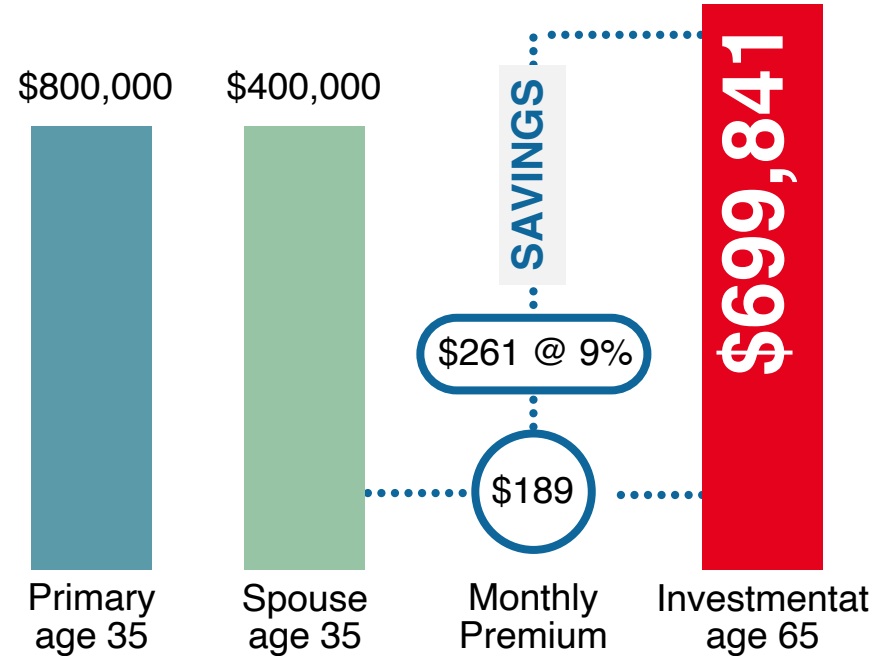 $800,000
$400,000
SAVINGS
$699,841
$261 @ 9%
$189
Primary
age 35
Spouse
age 35
Monthly
Premium
Investmentat
age 65